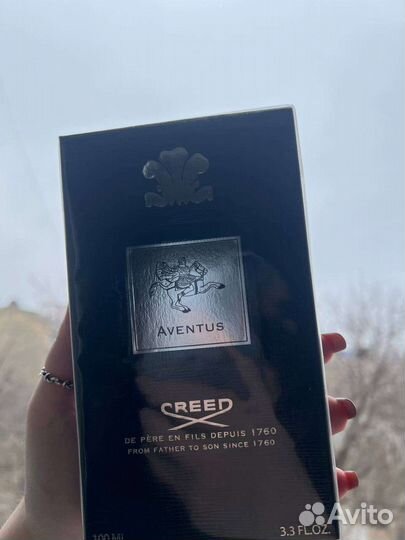 AVENTUS
CREED
DE PÈRE EN FILS DEPUIS 1760
FROM FATHER TO SON SINCE 1760
100 ML 3.3 FL.OZ.
Avito